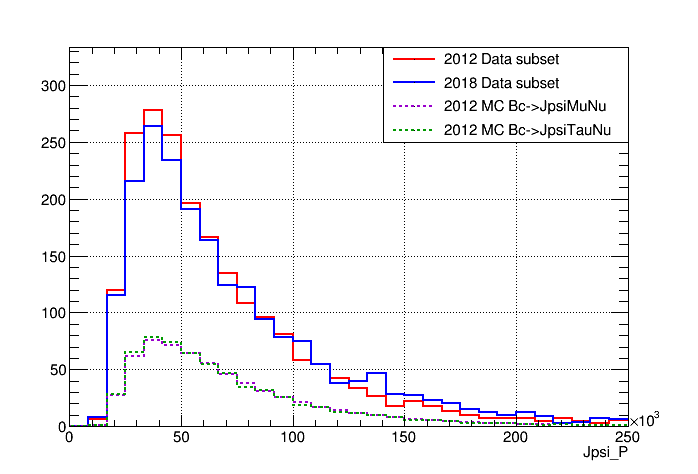 2012 Data subset
2018 Data subset
2012 MC Bc->JpsiMuNu
2012 MC Bc->JpsiTauNu
300
250
200
150
100
50
0
0 50 100 150 200 250
×10³
Jpsi_P